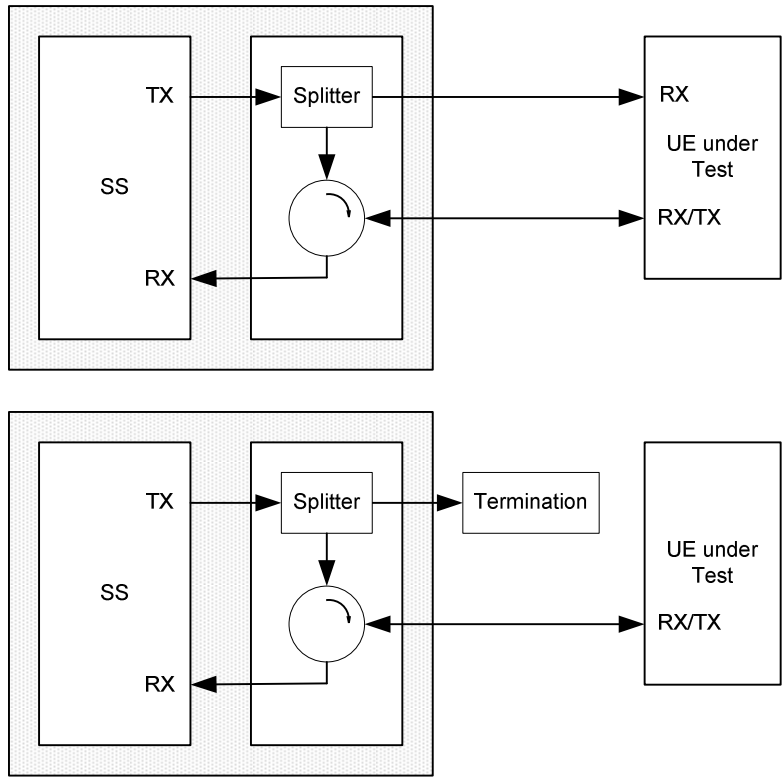 TX
Splitter
RX
UE under
Test
SS
RX/TX
RX
TX
Splitter
Termination
UE under
Test
SS
RX/TX
RX